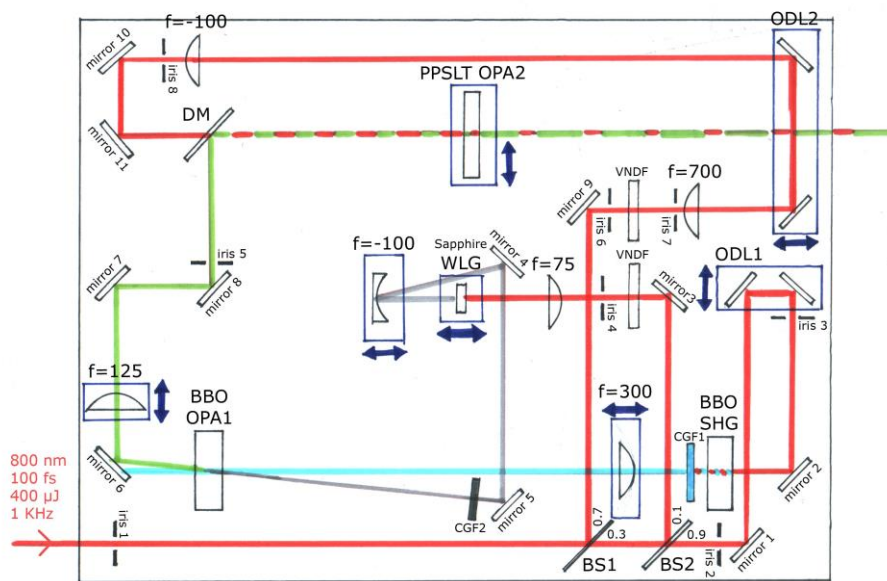 mirror 10
f=-100
ODL2
iris 8
PPSLT OPA2
DM
mirror 11
mirror 9
VNDF
f=700
iris 6
iris 7
mirror 7
iris 5
mirror 8
f=-100
Sapphire
WLG
mirror 4
f=75
VNDF
mirror3
ODL1
iris 4
iris 3
f=125
BBO
OPA1
f=300
BBO
SHG
CGF1
mirror 6
mirror 2
800 nm
100 fs
400 µJ
1 KHz
CGF2
mirror 5
iris 1
0.7
0.3
BS1
0.1
0.9
BS2
iris 2
mirror 1